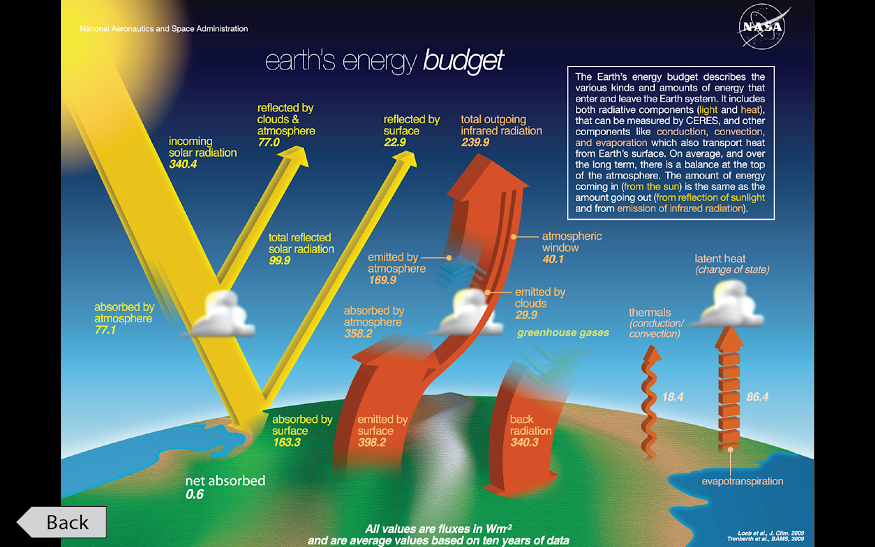 National Aeronautics and Space Administration
NASA
earth's energy budget
The Earth's energy budget describes the
various kinds and amounts of energy that
enter and leave the Earth system. It includes
both radiative components (light and heat),
that can be measured by CERES, and other
components like conduction, convection,
and evaporation which also transport heat
from Earth's surface. On average, and over
the long term, there is a balance at the top
of the atmosphere. The amount of energy
coming in (from the sun) is the same as the
amount going out (from reflection of sunlight
and from emission of infrared radiation).
reflected by
clouds &
atmosphere
77.0
reflected by
surface
22.9
total outgoing
infrared radiation
239.9
incoming
solar radiation
340.4
total reflected
solar radiation
99.9
atmospheric
window
40.1
emitted by
atmosphere
169.9
latent heat
(change of state)
absorbed by
atmosphere
77.1
absorbed by
atmosphere
358.2
emitted by
clouds
29.9
greenhouse gases
thermals
(conduction/
convection)
18.4
86.4
absorbed by
surface
163.3
emitted by
surface
398.2
back
radiation
340.3
evapotranspiration
net absorbed
0.6
Back
All values are fluxes in Wm-2
and are average values based on ten years of data
Loeb et al., J. Clim. 2009
Trenberth et al., BAMS, 2009